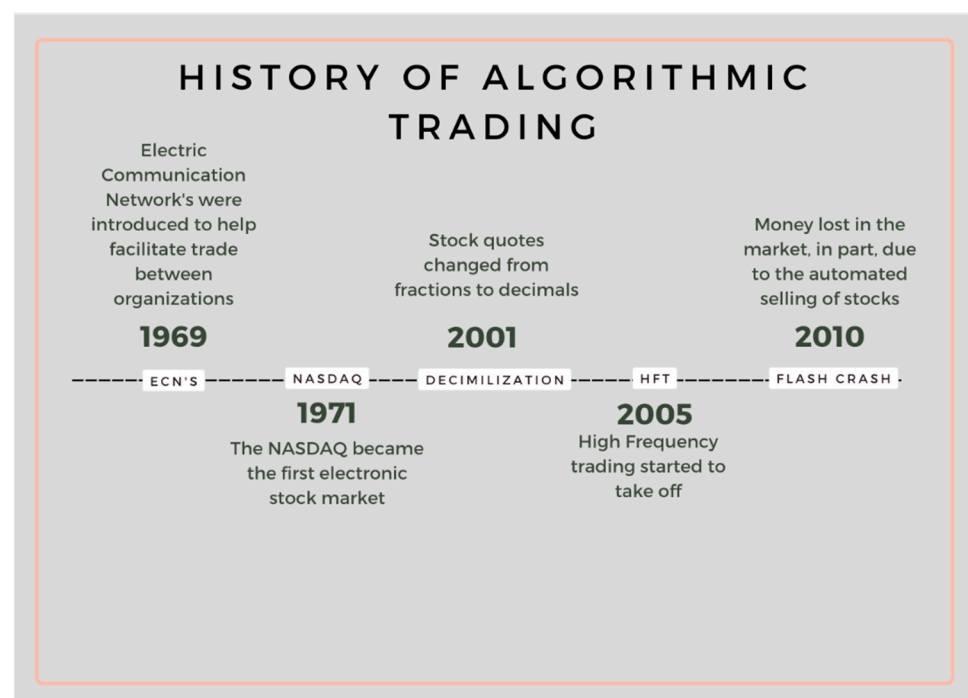 HISTORY OF ALGORITHMIC
TRADING
Electric
Communication
Network's were
introduced to help
facilitate trade
between
organizations
1969
ECN'S
NASDAQ
1971
The NASDAQ became
the first electronic
stock market
Stock quotes
changed from
fractions to decimals
2001
DECIMILIZATION
HFT
2005
High Frequency
trading started to
take off
Money lost in the
market, in part, due
to the automated
selling of stocks
2010
FLASH CRASH